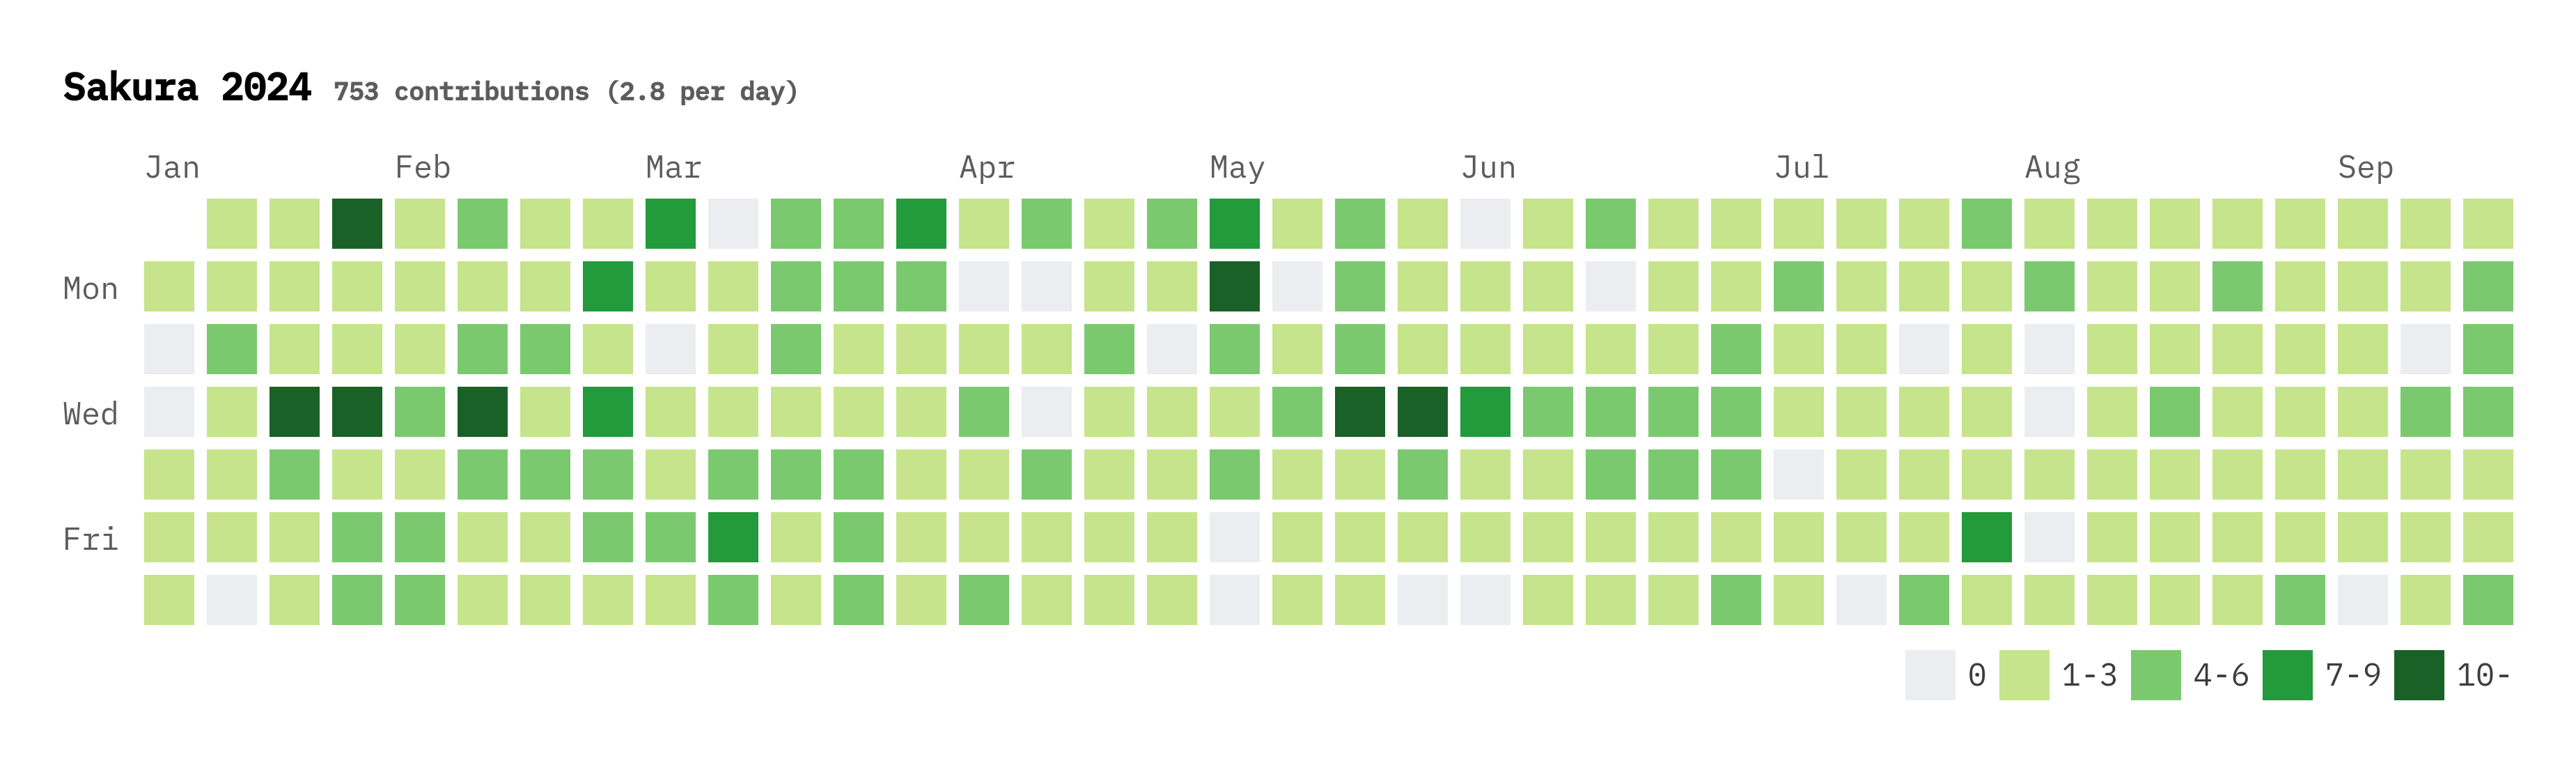 Sakura 2024 753 contributions (2.8 per day)
Jan Feb Mar Apr May Jun Jul Aug Sep
Mon
Wed
Fri
0 1-3 4-6 7-9 10-